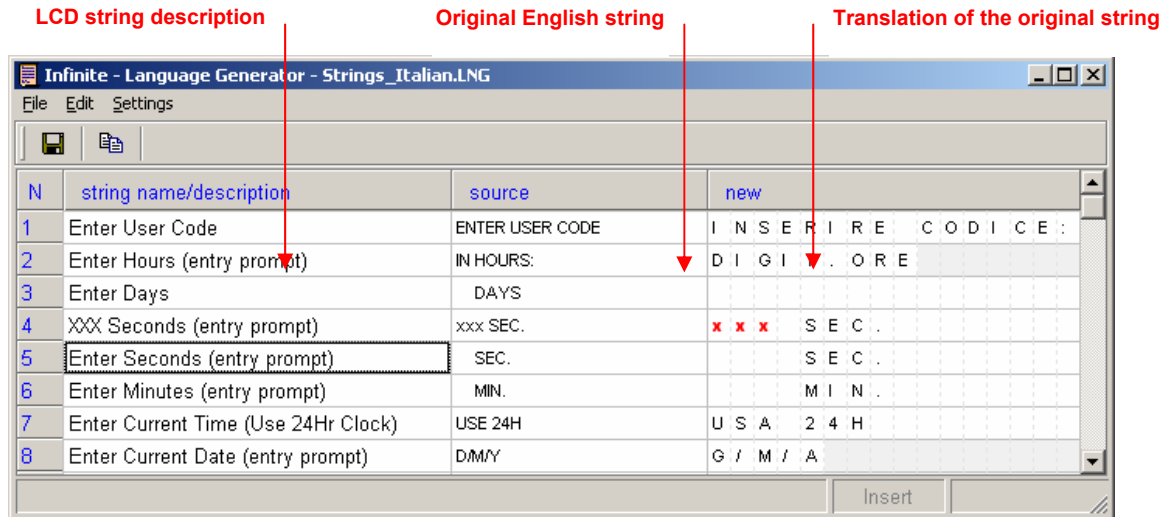 LCD string description Original English string Translation of the original string
Infinite - Language Generator - Strings_Italian.LNG
File Edit Settings
N string name/description source new
1 Enter User Code ENTER USER CODE INSERIRE CODICE:
2 Enter Hours (entry prompt) IN HOURS: DIGIT. ORE
3 Enter Days DAYS
4 XXX Seconds (entry prompt) xxx SEC. xxx SEC.
5 Enter Seconds (entry prompt) SEC. SEC.
6 Enter Minutes (entry prompt) MIN. MIN.
7 Enter Current Time (Use 24Hr Clock) USE 24H USA 24H
8 Enter Current Date (entry prompt) D/M/Y G/M/A
Insert